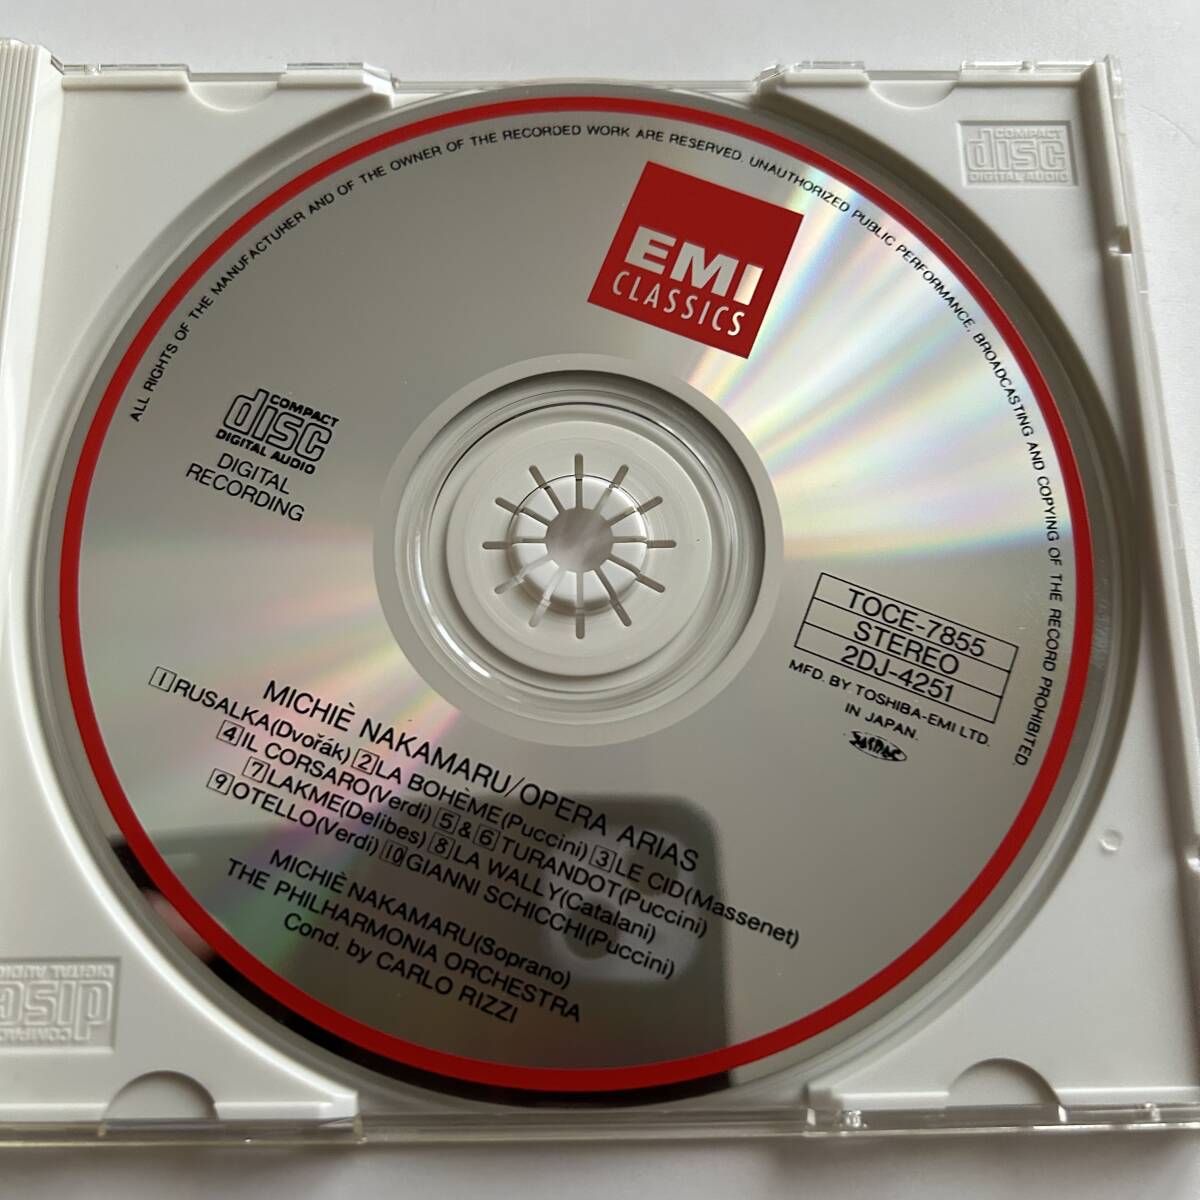 ALL RIGHTS OF THE MANUFACTURER AND OF THE OWNER OF THE RECORDED WORK ARE RESERVED. UNAUTHORIZED PUBLIC PERFORMANCE, BROADCASTING AND COPYING OF THE RECORD PROHIBITED.
EMI
CLASSICS
COMPACT
disc
DIGITAL AUDIO
COMPACT
disc
DIGITAL AUDIO
DIGITAL
RECORDING
TOCE-7855
STEREO
2DJ-4251
MFD. BY TOSHIBA-EMI LTD.
IN JAPAN.
JASRAC
MICHIÈ NAKAMARU/OPERA ARIAS
1 RUSALKA(Dvořák) 2 LA BOHÈME(Puccini) 3 LE CID(Massenet)
4 IL CORSARO(Verdi) 5 & 6 TURANDOT(Puccini)
7 LAKME(Delibes) 8 LA WALLY(Catalani)
9 OTELLO(Verdi) 10 GIANNI SCHICCHI(Puccini)
MICHIÈ NAKAMARU(Soprano)
THE PHILHARMONIA ORCHESTRA
Cond. by CARLO RIZZI
COMPACT
disc
DIGITAL AUDIO